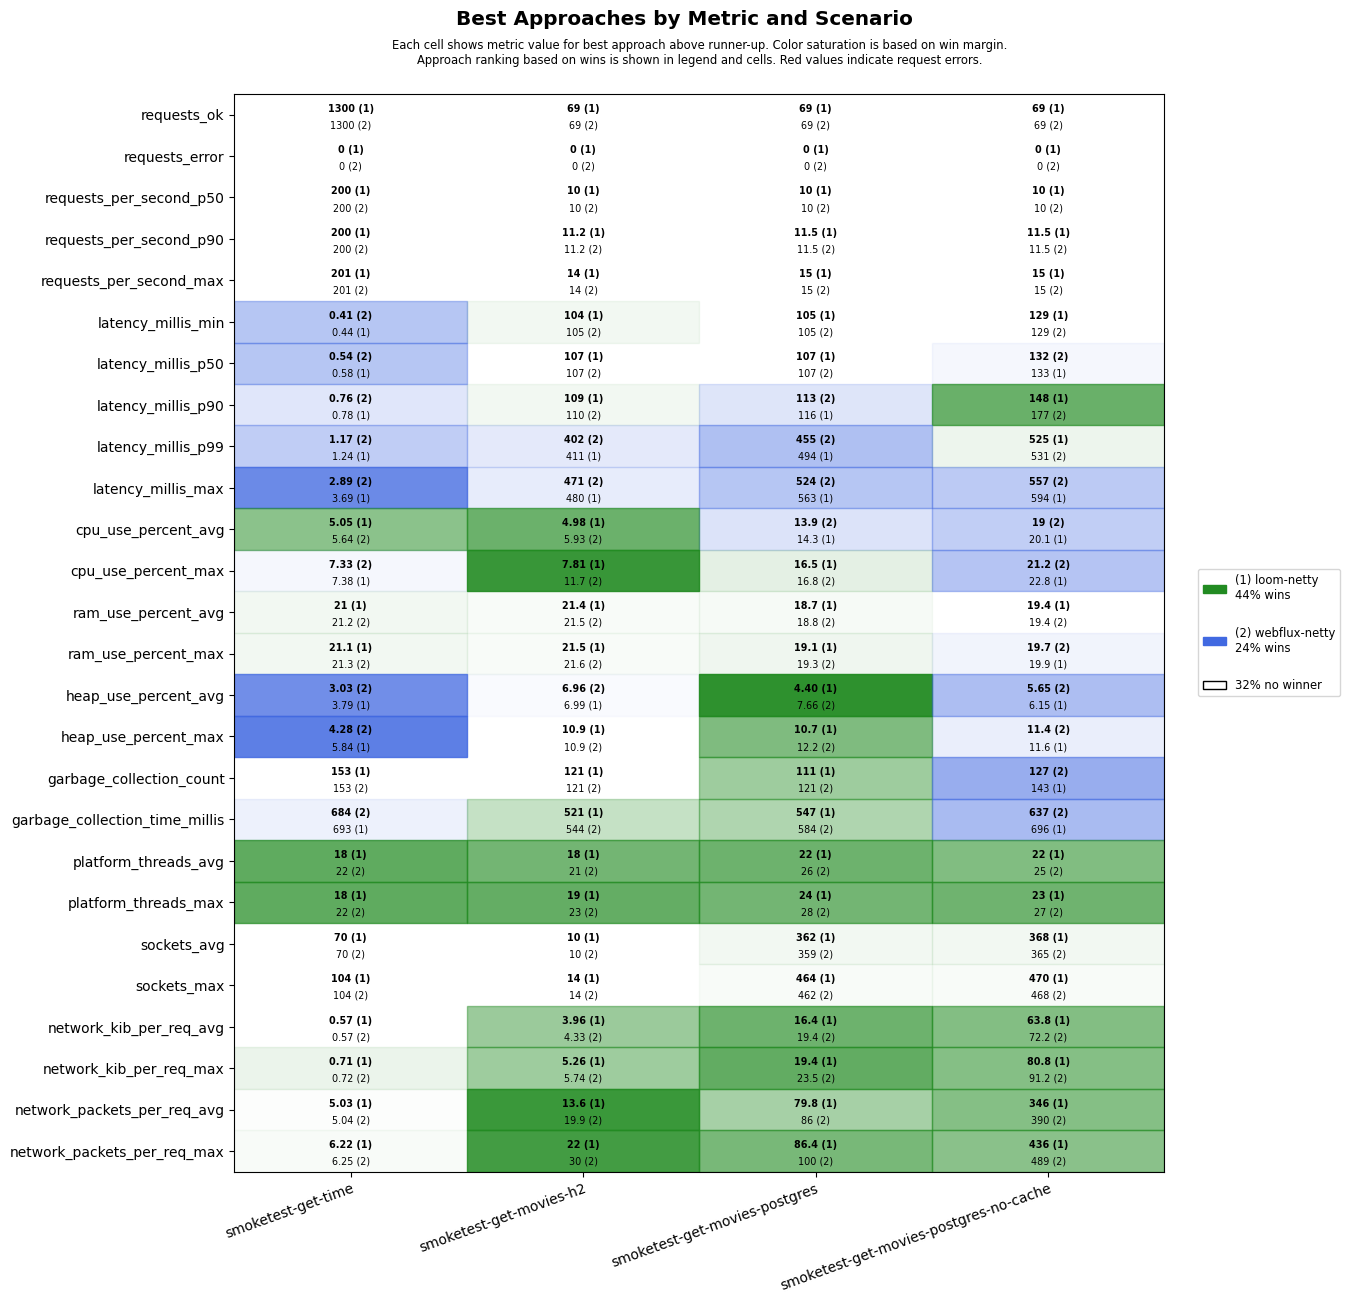 Best Approaches by Metric and Scenario
Each cell shows metric value for best approach above runner-up. Color saturation is based on win margin.
Approach ranking based on wins is shown in legend and cells. Red values indicate request errors.
requests_ok
1300 (1) 69 (1) 69 (1) 69 (1)
1300 (2) 69 (2) 69 (2) 69 (2)
requests_error
0 (1) 0 (1) 0 (1) 0 (1)
0 (2) 0 (2) 0 (2) 0 (2)
requests_per_second_p50
200 (1) 10 (1) 10 (1) 10 (1)
200 (2) 10 (2) 10 (2) 10 (2)
requests_per_second_p90
200 (1) 11.2 (1) 11.5 (1) 11.5 (1)
200 (2) 11.2 (2) 11.5 (2) 11.5 (2)
requests_per_second_max
201 (1) 14 (1) 15 (1) 15 (1)
201 (2) 14 (2) 15 (2) 15 (2)
latency_millis_min
0.41 (2) 104 (1) 105 (1) 129 (1)
0.44 (1) 105 (2) 105 (2) 129 (2)
latency_millis_p50
0.54 (2) 107 (1) 107 (1) 132 (2)
0.58 (1) 107 (2) 107 (2) 133 (1)
latency_millis_p90
0.76 (2) 109 (1) 113 (2) 148 (1)
0.78 (1) 110 (2) 116 (1) 177 (2)
latency_millis_p99
1.17 (2) 402 (2) 455 (2) 525 (1)
1.24 (1) 411 (1) 494 (1) 531 (2)
latency_millis_max
2.89 (2) 471 (2) 524 (2) 557 (2)
3.69 (1) 480 (1) 563 (1) 594 (1)
cpu_use_percent_avg
5.05 (1) 4.98 (1) 13.9 (2) 19 (2)
5.64 (2) 5.93 (2) 14.3 (1) 20.1 (1)
cpu_use_percent_max
7.33 (2) 7.81 (1) 16.5 (1) 21.2 (2)
7.38 (1) 11.7 (2) 16.8 (2) 22.8 (1)
ram_use_percent_avg
21 (1) 21.4 (1) 18.7 (1) 19.4 (1)
21.2 (2) 21.5 (2) 18.8 (2) 19.4 (2)
ram_use_percent_max
21.1 (1) 21.5 (1) 19.1 (1) 19.7 (2)
21.3 (2) 21.6 (2) 19.3 (2) 19.9 (1)
heap_use_percent_avg
3.03 (2) 6.96 (2) 4.40 (1) 5.65 (2)
3.79 (1) 6.99 (1) 7.66 (2) 6.15 (1)
heap_use_percent_max
4.28 (2) 10.9 (1) 10.7 (1) 11.4 (2)
5.84 (1) 10.9 (2) 12.2 (2) 11.6 (1)
garbage_collection_count
153 (1) 121 (1) 111 (1) 127 (2)
153 (2) 121 (2) 121 (2) 143 (1)
garbage_collection_time_millis
684 (2) 521 (1) 547 (1) 637 (2)
693 (1) 544 (2) 584 (2) 696 (1)
platform_threads_avg
18 (1) 18 (1) 22 (1) 22 (1)
22 (2) 21 (2) 26 (2) 25 (2)
platform_threads_max
18 (1) 19 (1) 24 (1) 23 (1)
22 (2) 23 (2) 28 (2) 27 (2)
sockets_avg
70 (1) 10 (1) 362 (1) 368 (1)
70 (2) 10 (2) 359 (2) 365 (2)
sockets_max
104 (1) 14 (1) 464 (1) 470 (1)
104 (2) 14 (2) 462 (2) 468 (2)
network_kib_per_req_avg
0.57 (1) 3.96 (1) 16.4 (1) 63.8 (1)
0.57 (2) 4.33 (2) 19.4 (2) 72.2 (2)
network_kib_per_req_max
0.71 (1) 5.26 (1) 19.4 (1) 80.8 (1)
0.72 (2) 5.74 (2) 23.5 (2) 91.2 (2)
network_packets_per_req_avg
5.03 (1) 13.6 (1) 79.8 (1) 346 (1)
5.04 (2) 19.9 (2) 86 (2) 390 (2)
network_packets_per_req_max
6.22 (1) 22 (1) 86.4 (1) 436 (1)
6.25 (2) 30 (2) 100 (2) 489 (2)
smoketest-get-time
smoketest-get-movies-h2
smoketest-get-movies-postgres
smoketest-get-movies-postgres-no-cache
(1) loom-netty
44% wins
(2) webflux-netty
24% wins
32% no winner